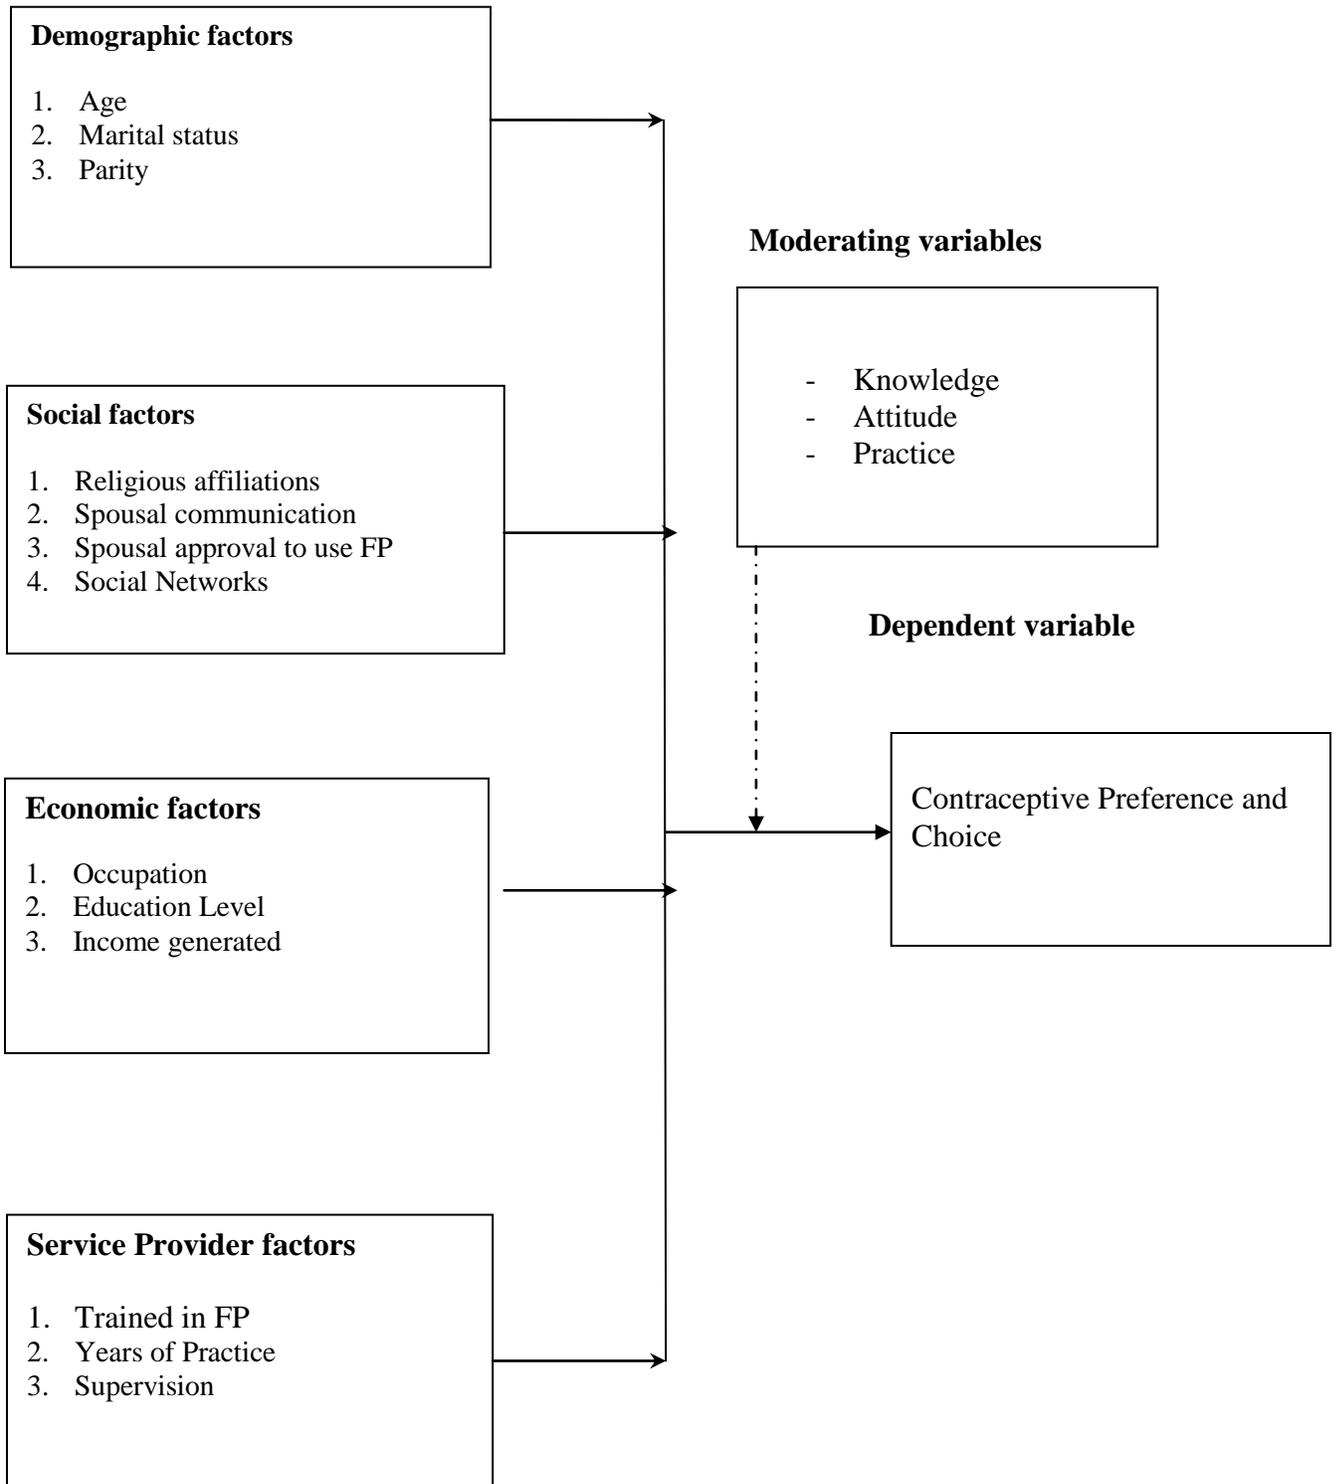 Demographic factors
1. Age
2. Marital status
3. Parity
Moderating variables
- Knowledge
- Attitude
- Practice
Social factors
1. Religious affiliations
2. Spousal communication
3. Spousal approval to use FP
4. Social Networks
Dependent variable
Contraceptive Preference and
Choice
Economic factors
1. Occupation
2. Education Level
3. Income generated
Service Provider factors
1. Trained in FP
2. Years of Practice
3. Supervision